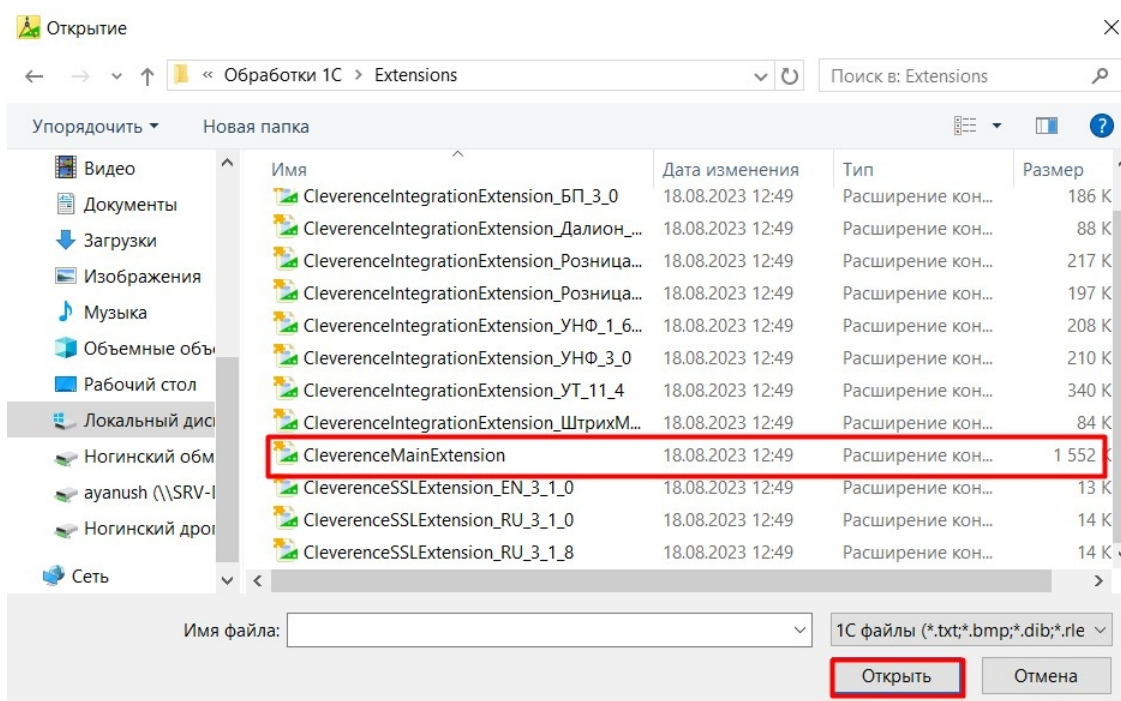 Открытие
« Обработки 1С > Extensions
Поиск в: Extensions
Упорядочить Новая папка ?
Имя Дата изменения Тип Размер
Видео
Документы
Загрузки
Изображения
Музыка
Объемные объ
Рабочий стол
Локальный дис
Ногинский обм
ayanush (\\SRV-
Ногинский дро
Сеть
CleverenceIntegrationExtension_БП_3_0 18.08.2023 12:49 Расширение кон... 186 К
CleverenceIntegrationExtension_Далион_... 18.08.2023 12:49 Расширение кон... 88 К
CleverenceIntegrationExtension_Розница... 18.08.2023 12:49 Расширение кон... 217 К
CleverenceIntegrationExtension_Розница... 18.08.2023 12:49 Расширение кон... 197 К
CleverenceIntegrationExtension_УНФ_1_6... 18.08.2023 12:49 Расширение кон... 208 К
CleverenceIntegrationExtension_УНФ_3_0 18.08.2023 12:49 Расширение кон... 210 К
CleverenceIntegrationExtension_УТ_11_4 18.08.2023 12:49 Расширение кон... 340 К
CleverenceIntegrationExtension_ШтрихМ... 18.08.2023 12:49 Расширение кон... 84 К
CleverenceMainExtension 18.08.2023 12:49 Расширение кон... 1 552 К
CleverenceSSLExtension_EN_3_1_0 18.08.2023 12:49 Расширение кон... 13 К
CleverenceSSLExtension_RU_3_1_0 18.08.2023 12:49 Расширение кон... 14 К
CleverenceSSLExtension_RU_3_1_8 18.08.2023 12:49 Расширение кон... 14 К
Имя файла:
1С файлы (*.txt;*.bmp;*.dib;*.rle
Открыть Отмена